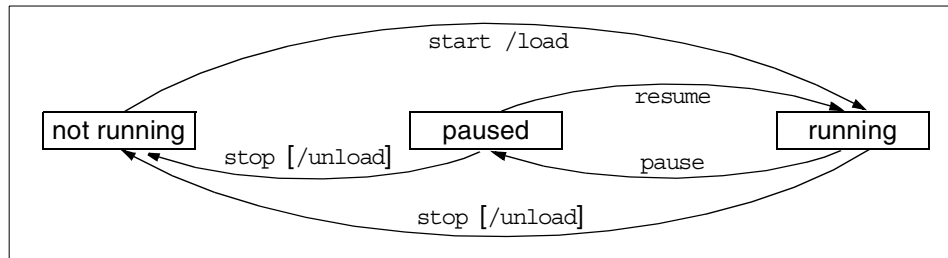 start /load
resume
not running
paused
running
stop [/unload]
pause
stop [/unload]